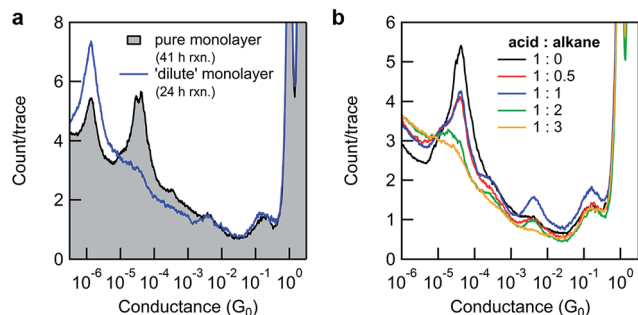 a
pure monolayer
(41 h rxn.)
'dilute' monolayer
(24 h rxn.)
Count/trace
8
6
4
2
0
10-6 10-5 10-4 10-3 10-2 10-1 100
Conductance (G0)
b
acid : alkane
1 : 0
1 : 0.5
1 : 1
1 : 2
1 : 3
Count/trace
6
5
4
3
2
1
0
10-6 10-5 10-4 10-3 10-2 10-1 100
Conductance (G0)